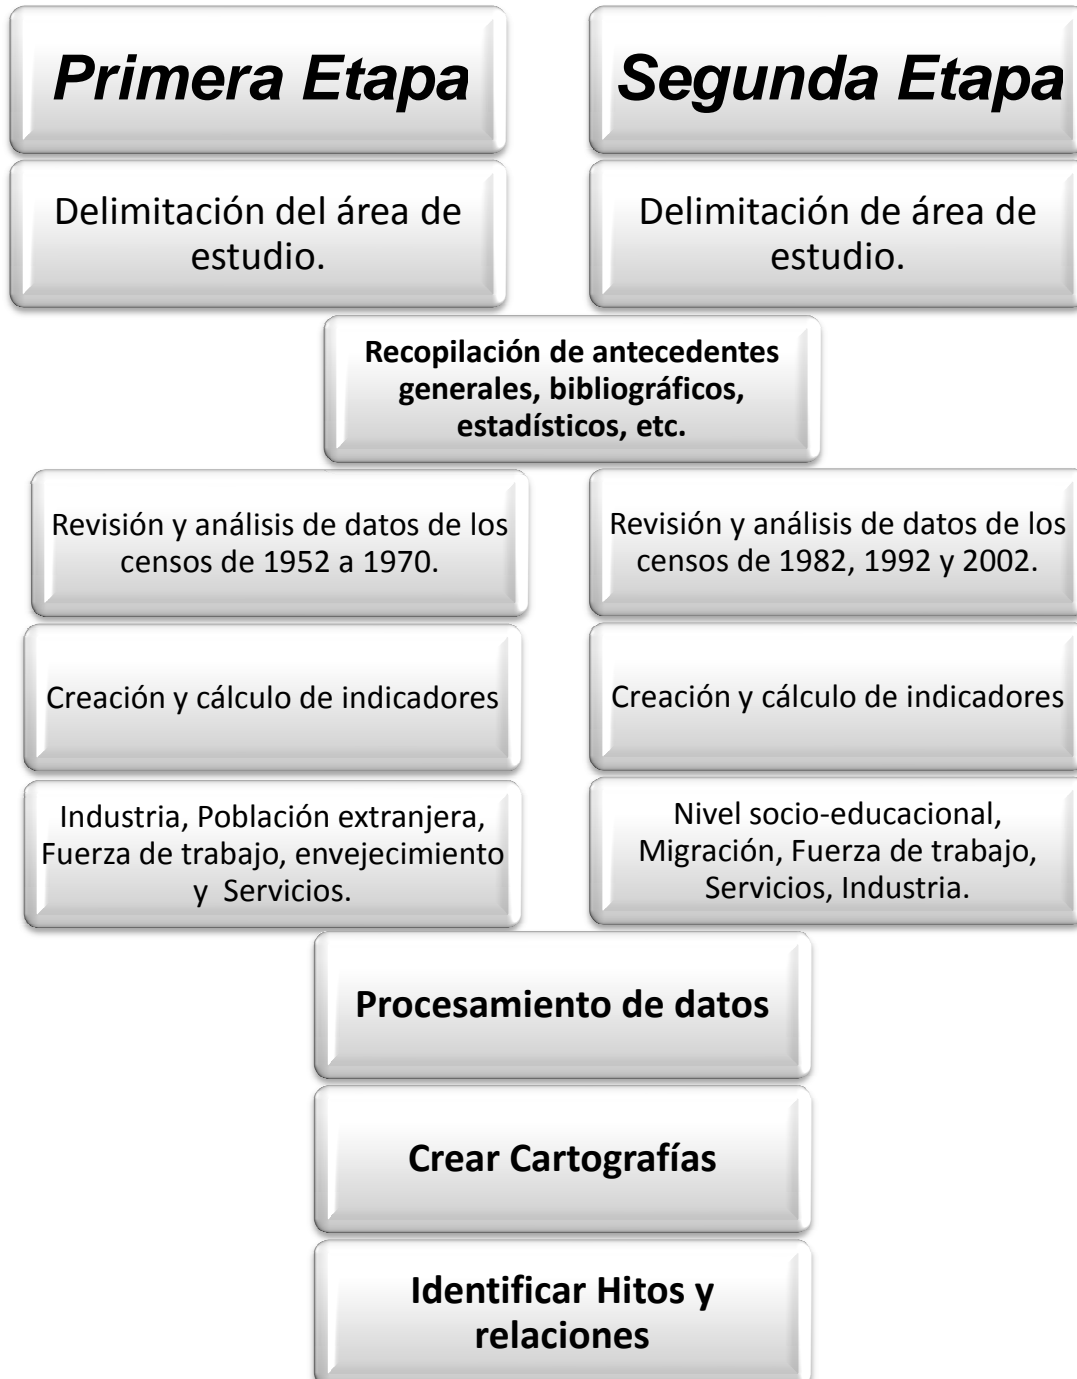 Primera Etapa
Segunda Etapa
Delimitación del área de
estudio.
Delimitación de área de
estudio.
Recopilación de antecedentes
generales, bibliográficos,
estadísticos, etc.
Revisión y análisis de datos de los
censos de 1952 a 1970.
Revisión y análisis de datos de los
censos de 1982, 1992 y 2002.
Creación y cálculo de indicadores
Creación y cálculo de indicadores
Industria, Población extranjera,
Fuerza de trabajo, envejecimiento
y Servicios.
Nivel socio-educacional,
Migración, Fuerza de trabajo,
Servicios, Industria.
Procesamiento de datos
Crear Cartografías
Identificar Hitos y
relaciones